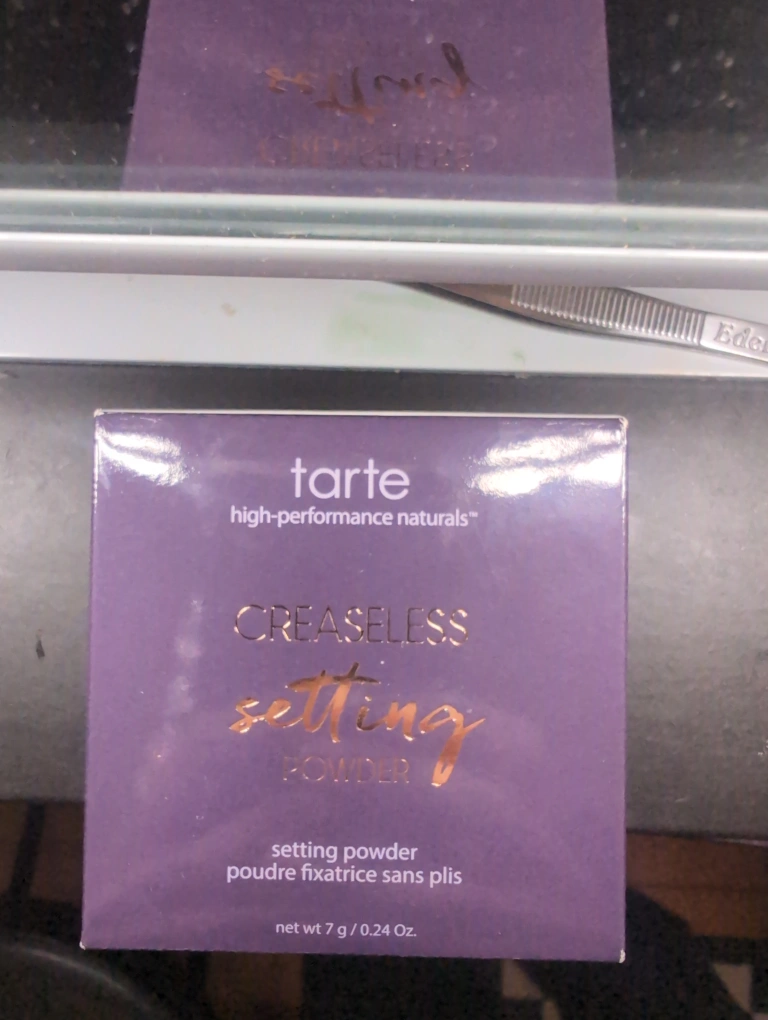 Eder
tarte
high-performance naturals™
CREASELESS
setting
POWDER
setting powder
poudre fixatrice sans plis
net wt 7 g / 0.24 Oz.